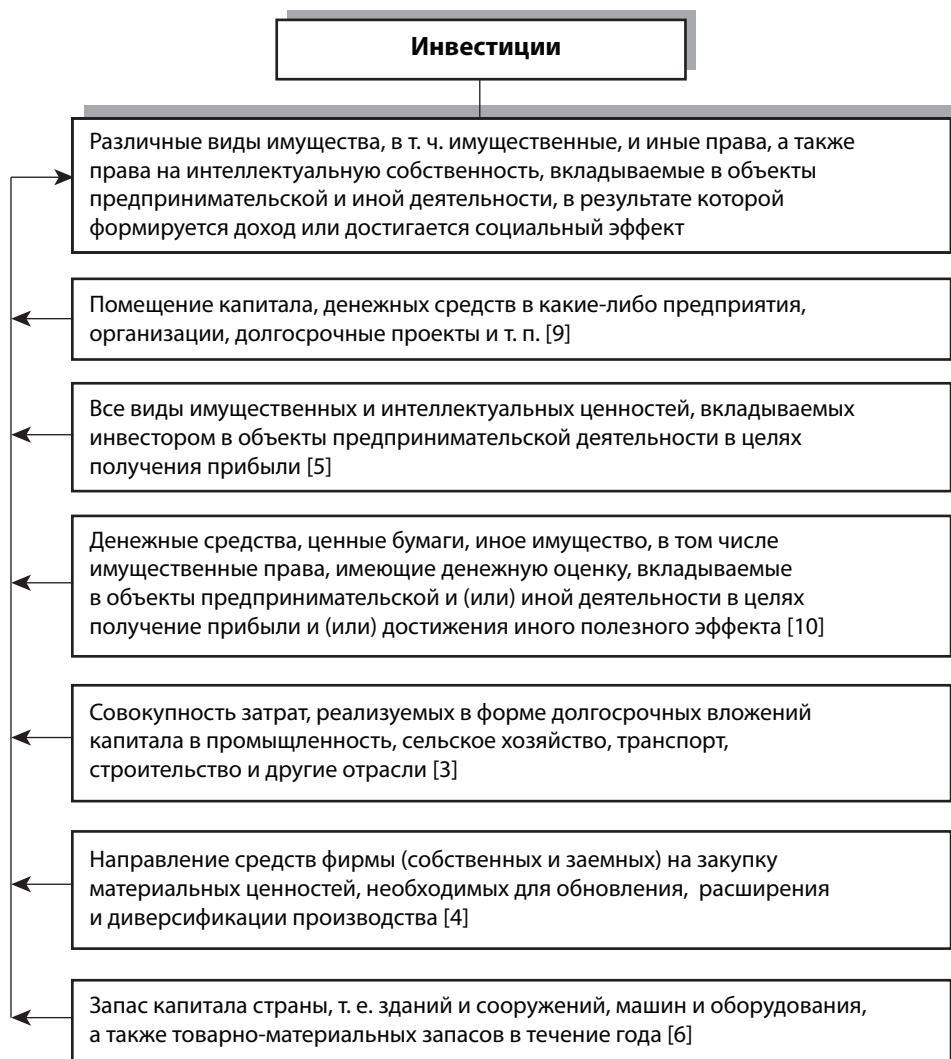 Инвестиции
Различные виды имущества, в т. ч. имущественные, и иные права, а также
права на интеллектуальную собственность, вкладываемые в объекты
предпринимательской и иной деятельности, в результате которой
формируется доход или достигается социальный эффект
Помещение капитала, денежных средств в какие-либо предприятия,
организации, долгосрочные проекты и т. п. [9]
Все виды имущественных и интеллектуальных ценностей, вкладываемых
инвестором в объекты предпринимательской деятельности в целях
получения прибыли [5]
Денежные средства, ценные бумаги, иное имущество, в том числе
имущественные права, имеющие денежную оценку, вкладываемые
в объекты предпринимательской и (или) иной деятельности в целях
получение прибыли и (или) достижения иного полезного эффекта [10]
Совокупность затрат, реализуемых в форме долгосрочных вложений
капитала в промыщленность, сельское хозяйство, транспорт,
строительство и другие отрасли [3]
Направление средств фирмы (собственных и заемных) на закупку
материальных ценностей, необходимых для обновления, расширения
и диверсификации производства [4]
Запас капитала страны, т. е. зданий и сооружений, машин и оборудования,
а также товарно-материальных запасов в течение года [6]